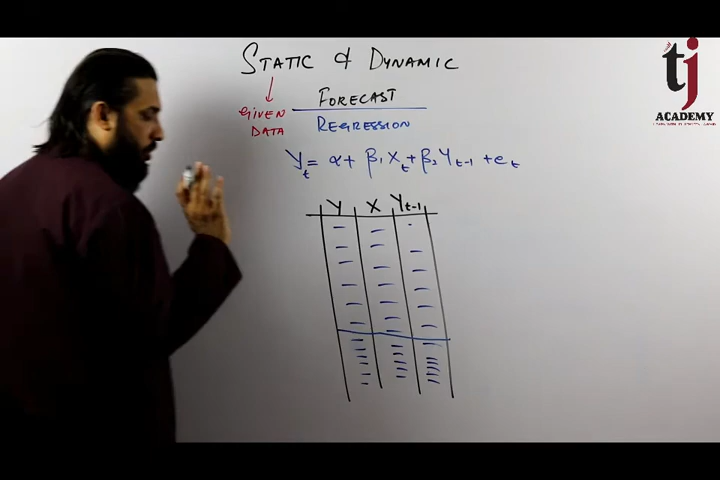 STATIC & DYNAMIC
FORECAST
REGRESSION
GIVEN
DATA
Yt = α + β1 Xt + β2 Yt-1 + et
Y X Yt-1
tj
ACADEMY